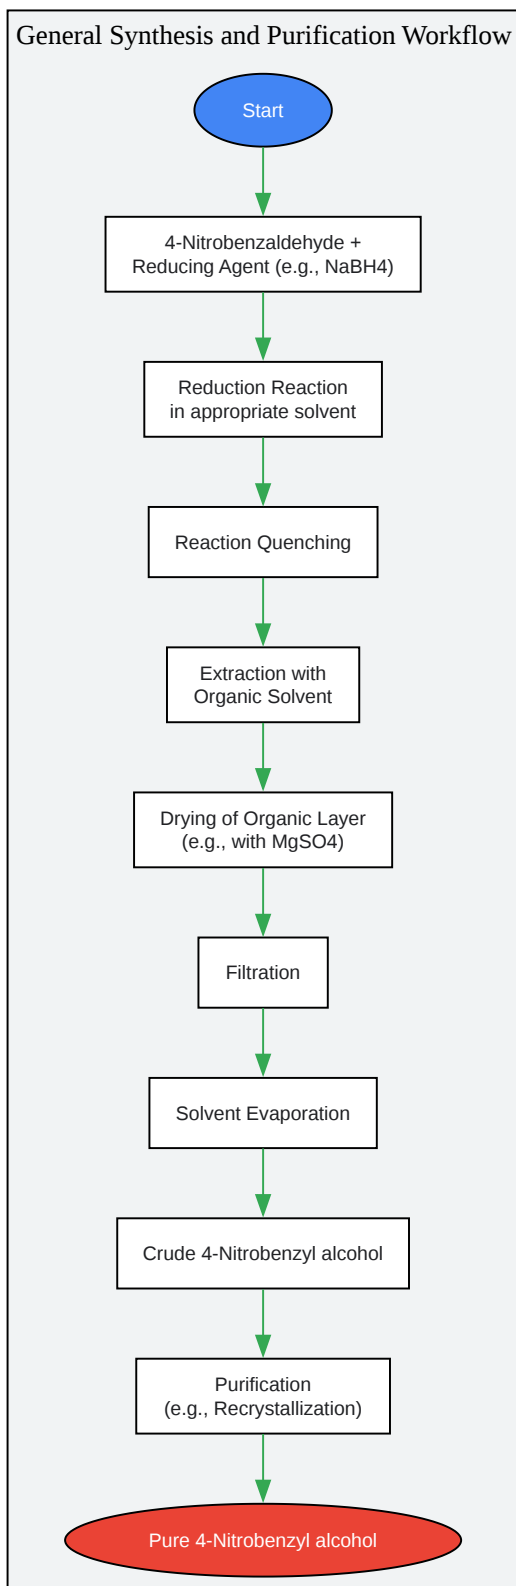 General Synthesis and Purification Workflow
Start
4-Nitrobenzaldehyde +
Reducing Agent (e.g., NaBH4)
Reduction Reaction
in appropriate solvent
Reaction Quenching
Extraction with
Organic Solvent
Drying of Organic Layer
(e.g., with MgSO4)
Filtration
Solvent Evaporation
Crude 4-Nitrobenzyl alcohol
Purification
(e.g., Recrystallization)
Pure 4-Nitrobenzyl alcohol